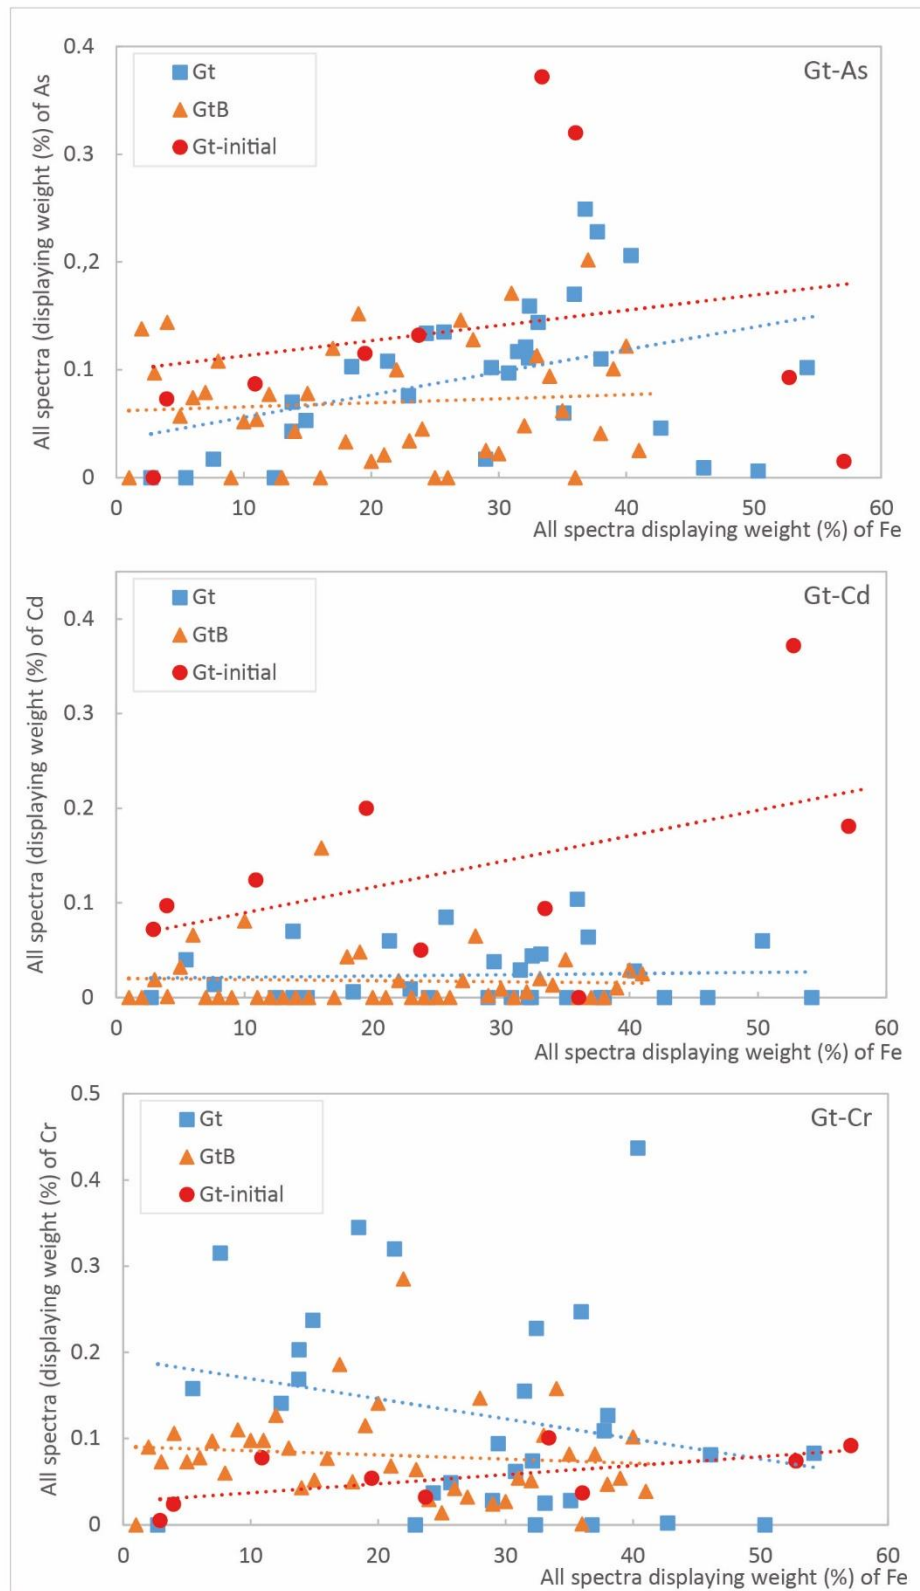 All spectra (displaying weight (%) of As
0.4
0.3
0.,2
0.1
0
Gt
GtB
Gt-initial
Gt-As
0 10 20 30 40 50 60
All spectra displaying weight (%) of Fe
All spectra (displaying weight (%) of Cd
0.4
0.3
0.2
0.1
0
Gt
GtB
Gt-initial
Gt-Cd
0 10 20 30 40 50 60
All spectra displaying weight (%) of Fe
All spectra (displaying weight (%) of Cr
0.5
0.4
0.3
0.2
0.1
0
Gt
GtB
Gt-initial
Gt-Cr
0 10 20 30 40 50 60
All spectra displaying weight (%) of Fe